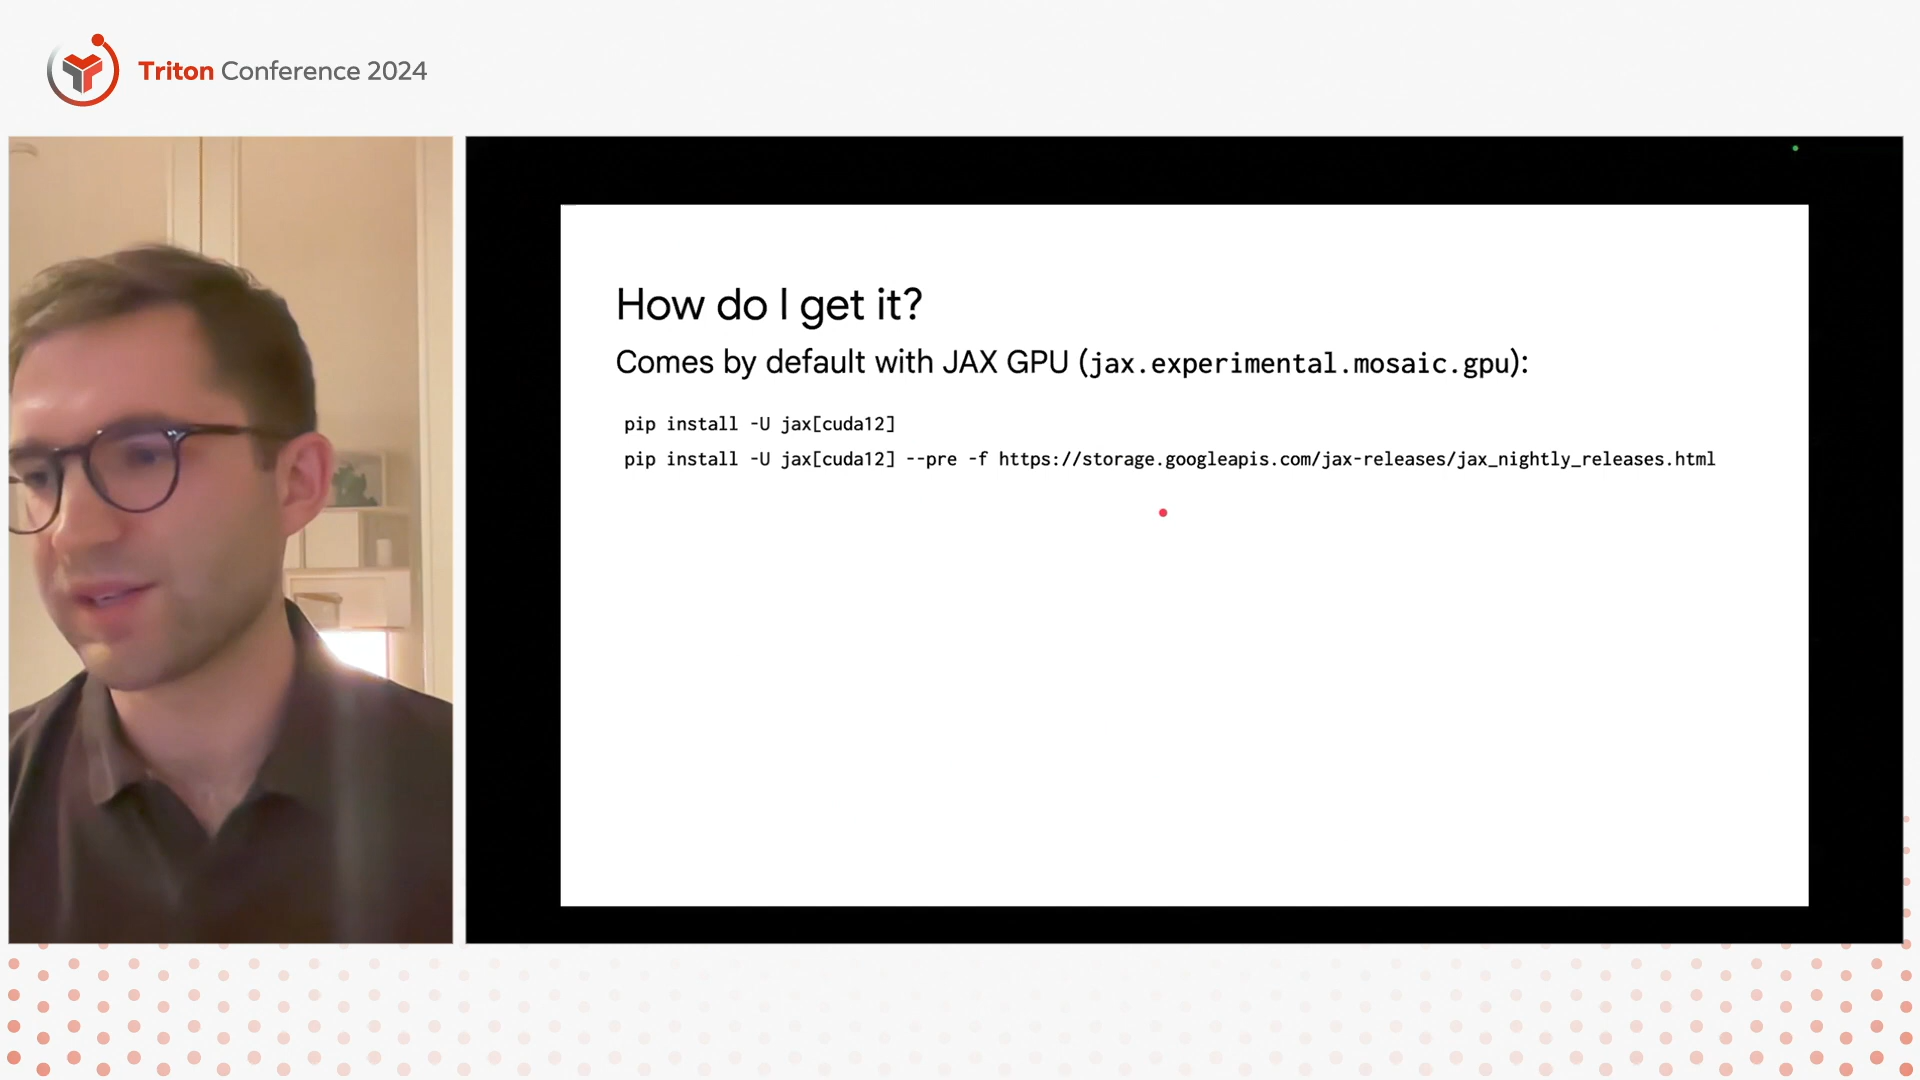 Triton Conference 2024
How do I get it?
Comes by default with JAX GPU (jax.experimental.mosaic.gpu):
pip install -U jax[cuda12]
pip install -U jax[cuda12] --pre -f https://storage.googleapis.com/jax-releases/jax_nightly_releases.html